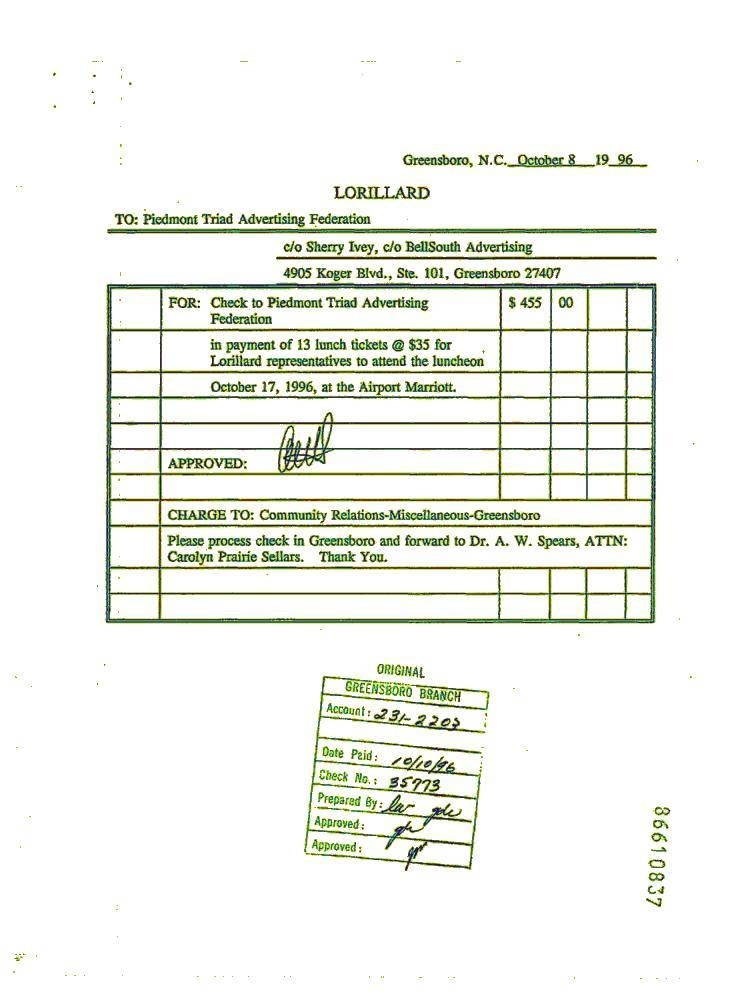 Greensboro, N.C. October 8 19 96
LORILLARD
TO: Piedmont Triad Advertising Federation
c/o Sherry Ivey, c/o BellSouth Advertising
4905 Koger Blvd., Ste. 101, Greensboro 27407
FOR: Check to Piedmont Triad Advertising $ 455 00
Federation
in payment of 13 lunch tickets @ $35 for
Lorillard representatives to attend the luncheon
October 17, 1996, at the Airport Marriott.
APPROVED:
CHARGE TO: Community Relations-Miscellaneous-Greensboro
Please process check in Greensboro and forward to Dr. A. W. Spears, ATTN:
Carolyn Prairie Sellars. Thank You.
ORIGINAL
GREENSBORO BRANCH
Account: 231-2203
Date Paid: 10/10/96
Check No.: 35773
Prepared By:
Approved:
Approved:
86610837